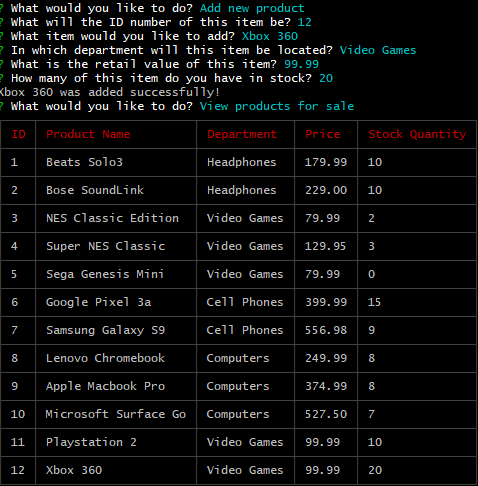 ? What would you like to do? Add new product
? What will the ID number of this item be? 12
? What item would you like to add? Xbox 360
? In which department will this item be located? Video Games
? What is the retail value of this item? 99.99
? How many of this item do you have in stock? 20
Xbox 360 was added successfully!
? What would you like to do? View products for sale
ID Product Name Department Price Stock Quantity
1 Beats Solo3 Headphones 179.99 10
2 Bose SoundLink Headphones 229.00 10
3 NES Classic Edition Video Games 79.99 2
4 Super NES Classic Video Games 129.95 3
5 Sega Genesis Mini Video Games 79.99 0
6 Google Pixel 3a Cell Phones 399.99 15
7 Samsung Galaxy S9 Cell Phones 556.98 9
8 Lenovo Chromebook Computers 249.99 8
9 Apple Macbook Pro Computers 374.99 8
10 Microsoft Surface Go Computers 527.50 7
11 Playstation 2 Video Games 99.99 10
12 Xbox 360 Video Games 99.99 20